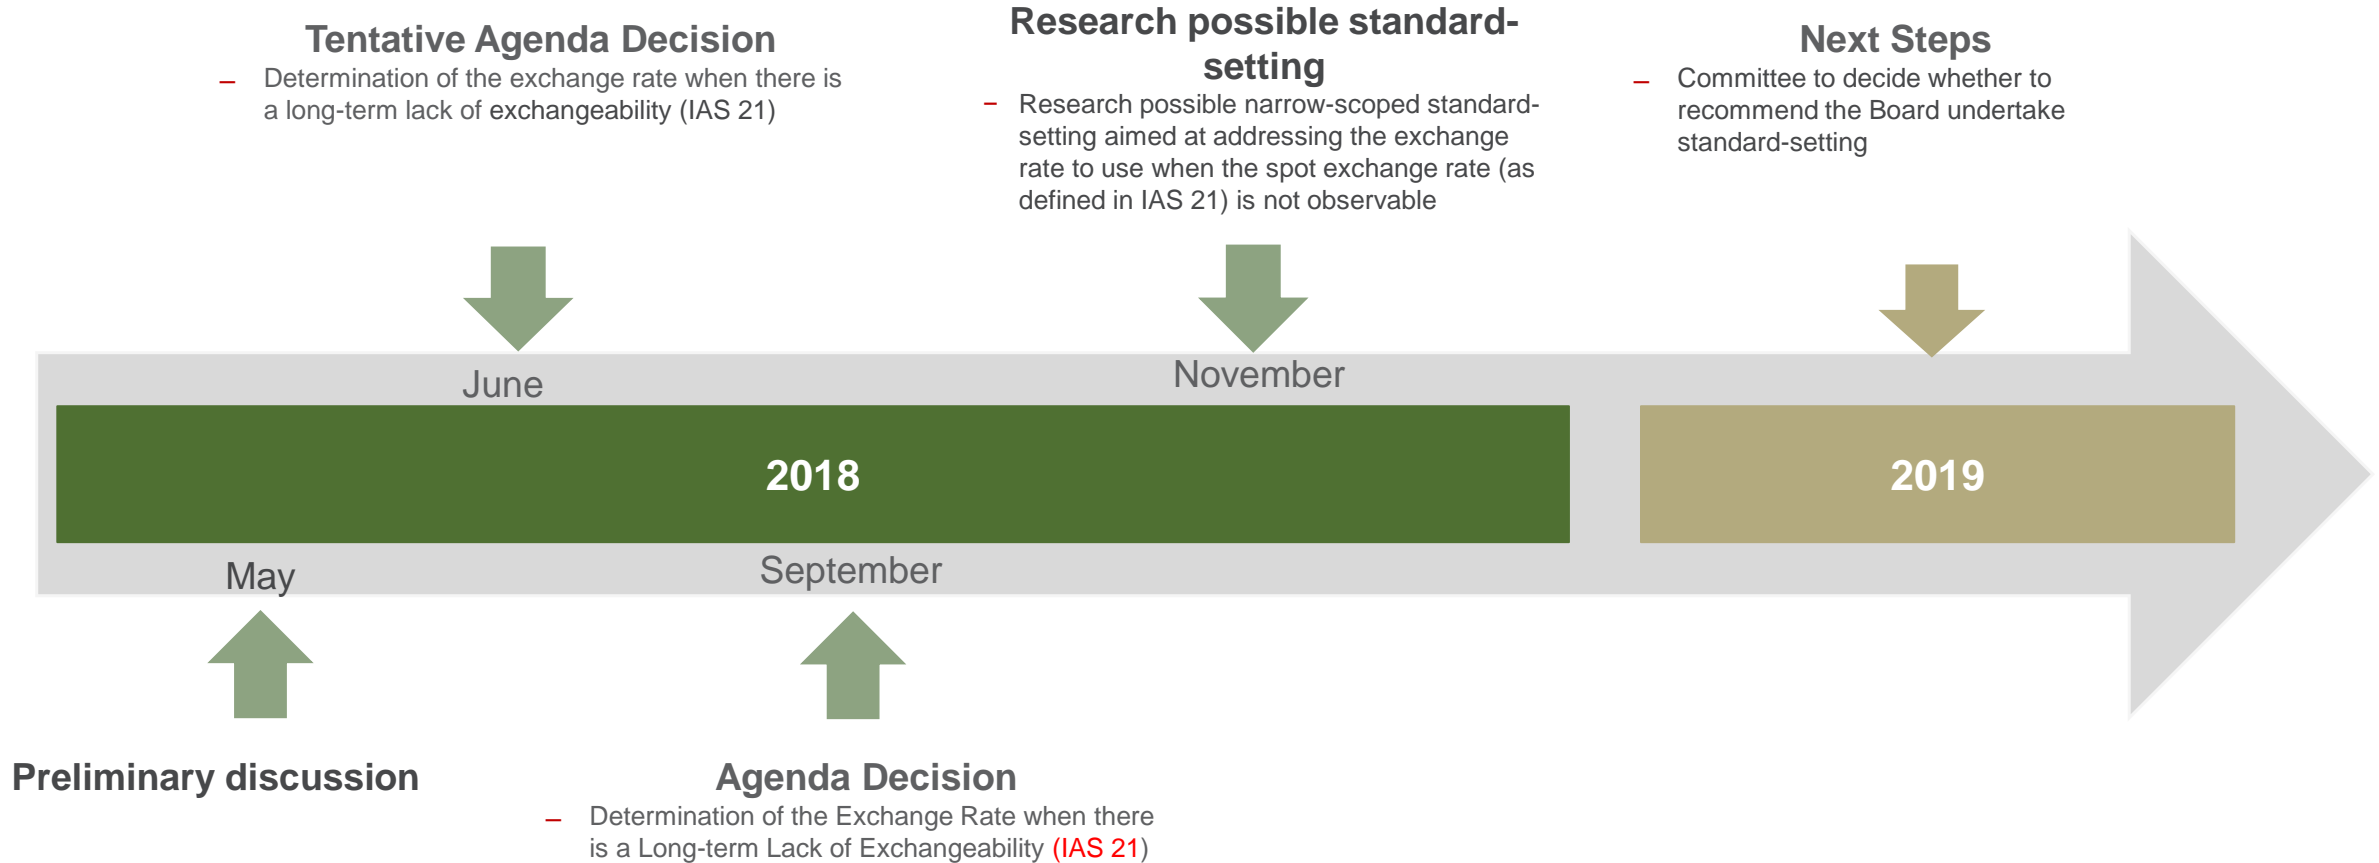 Tentative Agenda Decision
– Determination of the exchange rate when there is
a long-term lack of exchangeability (IAS 21)
Research possible standard-
setting
– Research possible narrow-scoped standard-
setting aimed at addressing the exchange
rate to use when the spot exchange rate (as
defined in IAS 21) is not observable
Next Steps
– Committee to decide whether to
recommend the Board undertake
standard-setting
June
November
2018
2019
May
September
Preliminary discussion
Agenda Decision
– Determination of the Exchange Rate when there
is a Long-term Lack of Exchangeability (IAS 21)